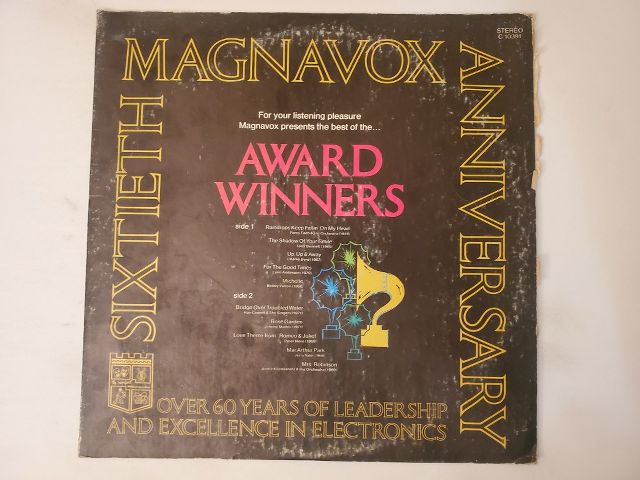 SIXTIETH
MAGNAVOX
ANNIVERSARY
STEREO
C 10391
For your listening pleasure
Magnavox presents the best of the...
AWARD
WINNERS
side 1
Raindrops Keep Fallin' On My Head
The Shadow Of Your Smile
Up, Up & Away
For The Good Times
Michelle
side 2
Bridge Over Troubled Water
Rose Garden
Love Theme from Romeo & Juliet
MacArthur Park
Mrs. Robinson
OVER 60 YEARS OF LEADERSHIP
AND EXCELLENCE IN ELECTRONICS